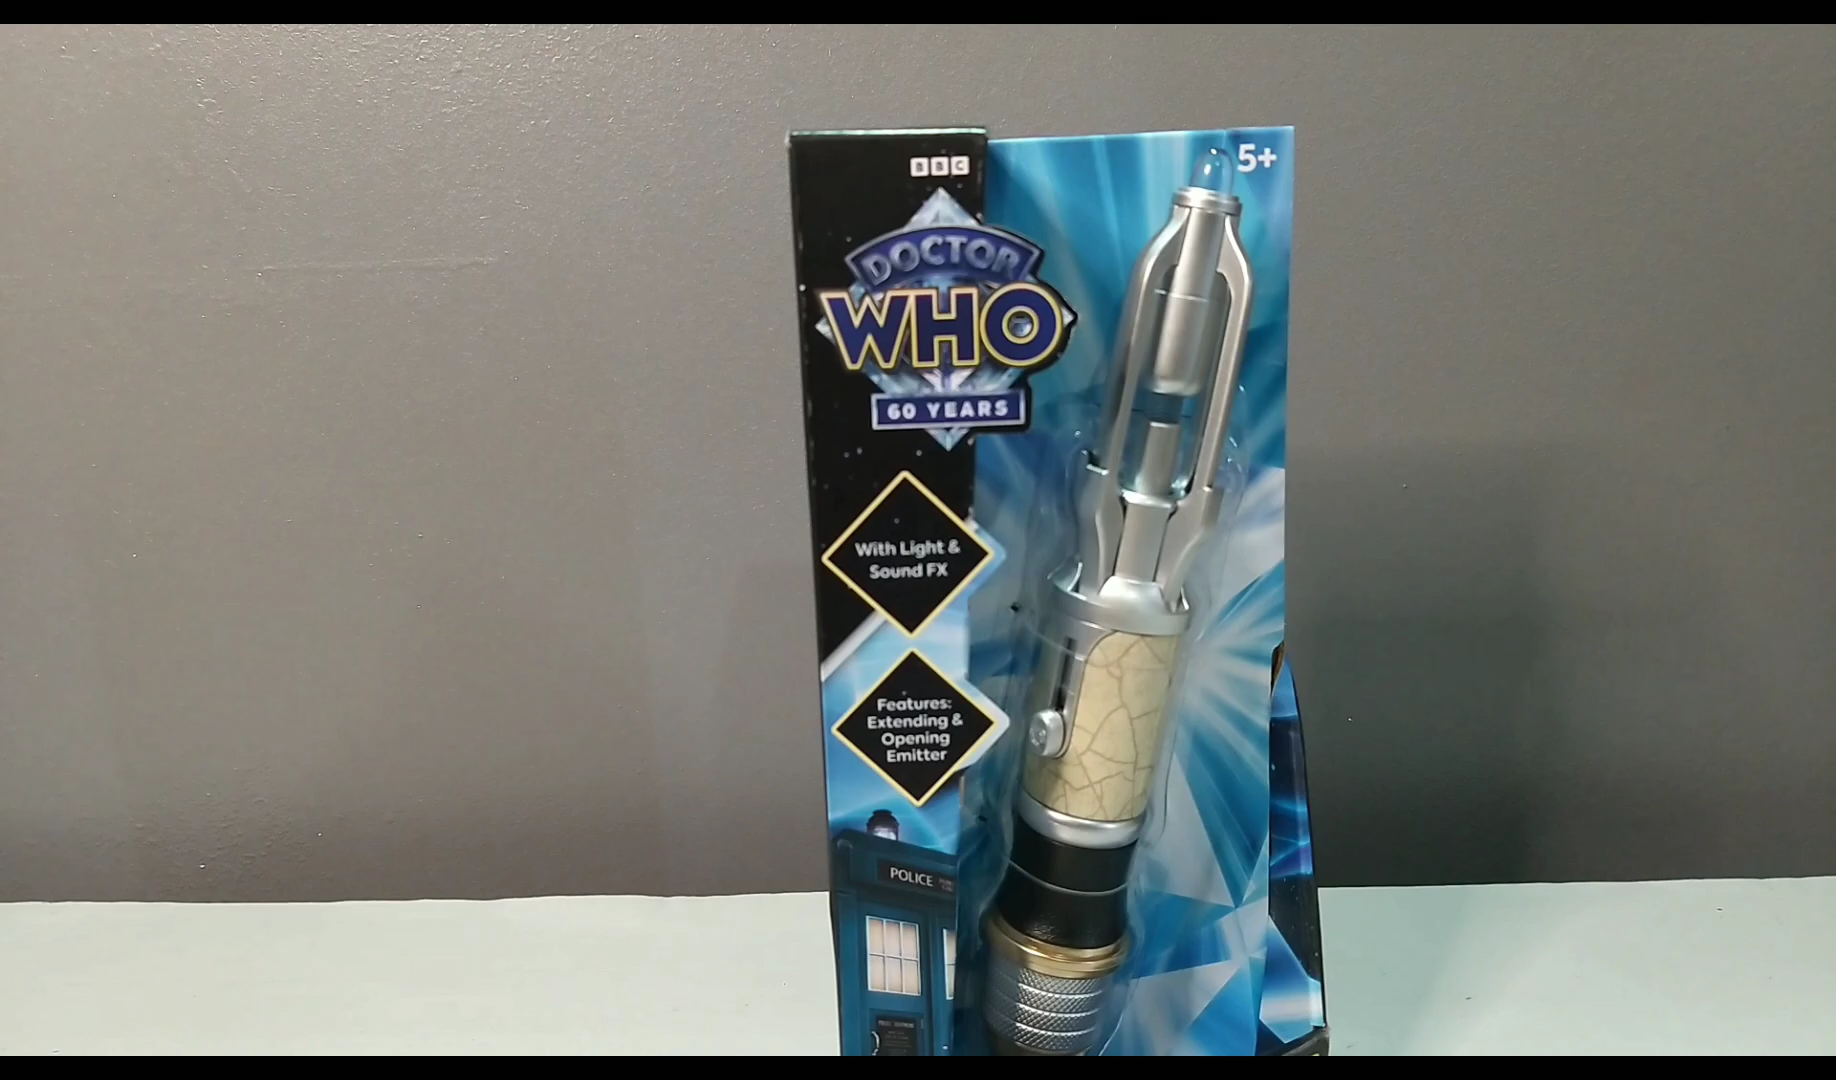 BBC
5+
DOCTOR
WHO
60 YEARS
With Light &
Sound FX
Features:
Extending &
Opening
Emitter
POLICE